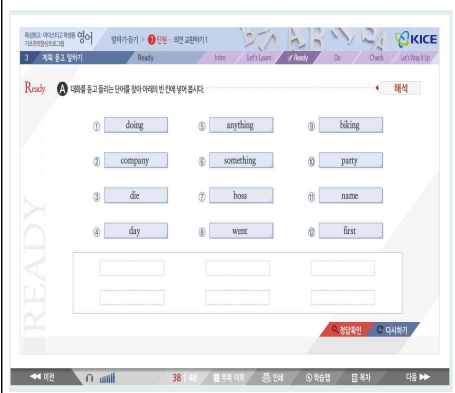 특성화고·마이스터고 학생용 영어
기초학력향상프로그램
말하기·듣기 ▶ 7단원 - 의견 교환하기 1
KICE
3 계획 묻고 말하기 Ready Intro Let's Learn Ready Do Check Let's Wrap It Up
Ready A 대화를 듣고 들리는 단어를 찾아 아래의 빈 칸에 넣어 봅시다. 해석
① doing ⑤ anything ⑨ biking
② company ⑥ something ⑩ party
③ die ⑦ boss ⑪ name
④ day ⑧ went ⑫ first
READY
정답확인 다시하기
이전 38 48 부록 어휘 인쇄 학습맵 목차 다음